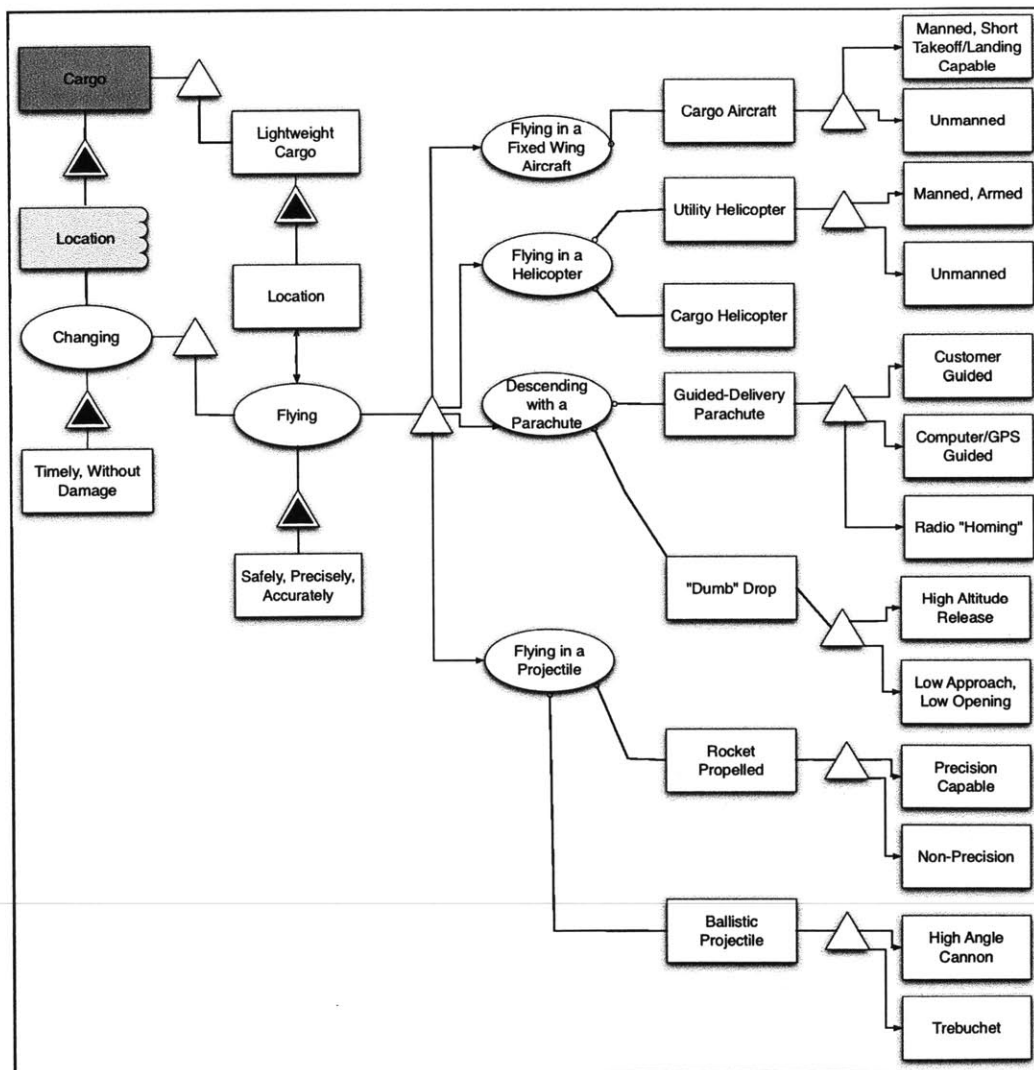 Cargo
Lightweight
Cargo
Location
Location
Changing
Flying
Timely, Without
Damage
Safely, Precisely,
Accurately
Flying in a
Fixed Wing
Aircraft
Flying in a
Helicopter
Descending
with a
Parachute
Flying in a
Projectile
Cargo Aircraft
Utility Helicopter
Cargo Helicopter
Guided-Delivery
Parachute
"Dumb" Drop
Rocket
Propelled
Ballistic
Projectile
Manned, Short
Takeoff/Landing
Capable
Unmanned
Manned, Armed
Unmanned
Customer
Guided
Computer/GPS
Guided
Radio "Homing"
High Altitude
Release
Low Approach,
Low Opening
Precision
Capable
Non-Precision
High Angle
Cannon
Trebuchet